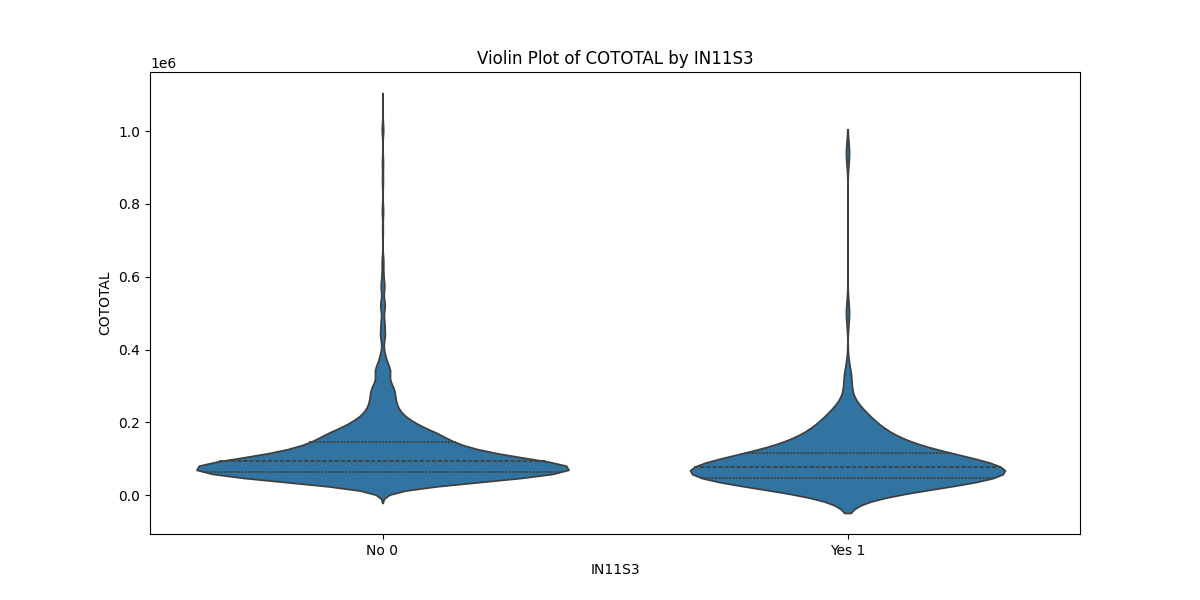 Violin Plot of COTOTAL by IN11S3
1e6
1.0
0.8
0.6
0.4
0.2
0.0
COTOTAL
No 0
Yes 1
IN11S3